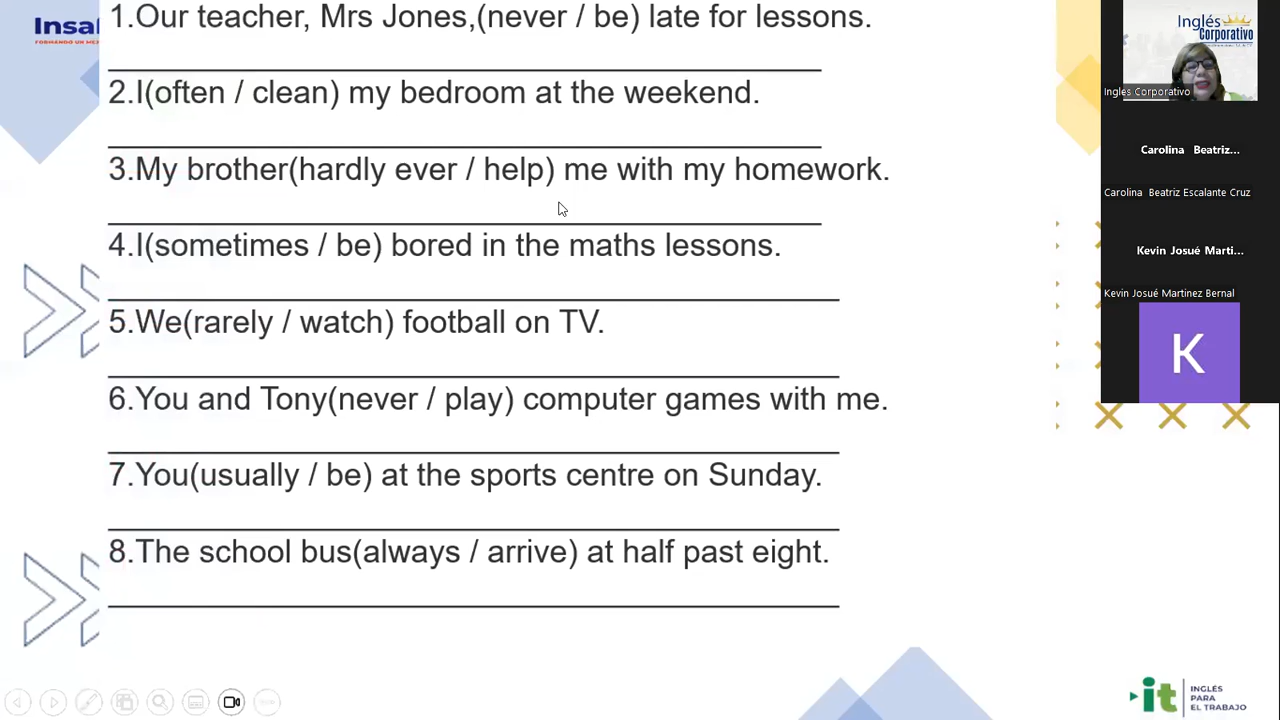 Insa
FORMANDO UN ME
1.Our teacher, Mrs Jones,(never / be) late for lessons.
2.I(often / clean) my bedroom at the weekend.
3.My brother(hardly ever / help) me with my homework.
4.I(sometimes / be) bored in the maths lessons.
5.We(rarely / watch) football on TV.
6.You and Tony(never / play) computer games with me.
7.You(usually / be) at the sports centre on Sunday.
8.The school bus(always / arrive) at half past eight.
Inglés
Corporativo
Ingles Corporativo
Carolina Beatriz...
Carolina Beatriz Escalante Cruz
Kevin Josué Marti...
Kevin Josué Martinez Bernal
K
it
INGLÉS
PARA
EL TRABAJO